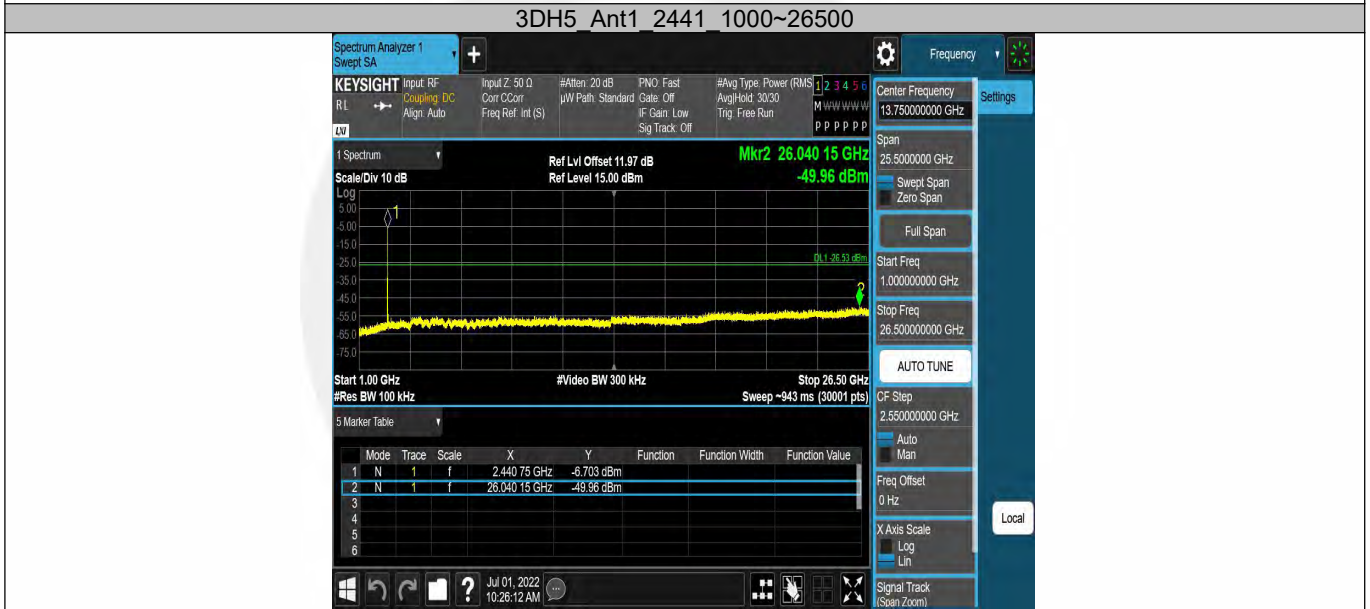 3DH5_Ant1_2441_1000~26500
Spectrum Analyzer 1
Swept SA
+
Frequency
KEYSIGHT
RL
LXI
Input: RF
Coupling: DC
Align: Auto
Input Z: 50 Ω
Corr CCorr
Freq Ref: Int (S)
#Atten: 20 dB
µW Path: Standard
PNO: Fast
Gate: Off
IF Gain: Low
Sig Track: Off
#Avg Type: Power (RMS
Avg|Hold: 30/30
Trig: Free Run
1 2 3 4 5 6
M W W W W W
P P P P P P
1 Spectrum
Scale/Div 10 dB
Ref Lvl Offset 11.97 dB
Ref Level 15.00 dBm
Mkr2 26.040 15 GHz
-49.96 dBm
Log
5.00
-5.00
-15.0
-25.0
-35.0
-45.0
-55.0
-65.0
-75.0
1
DL1 -26.53 dBm
2
Start 1.00 GHz
#Res BW 100 kHz
#Video BW 300 kHz
Stop 26.50 GHz
Sweep ~943 ms (30001 pts)
5 Marker Table
Mode Trace Scale X Y Function Function Width Function Value
1 N 1 f 2.440 75 GHz -6.703 dBm
2 N 1 f 26.040 15 GHz -49.96 dBm
3
4
5
6
?
Jul 01, 2022
10:26:12 AM
Center Frequency
13.750000000 GHz
Settings
Span
25.5000000 GHz
Swept Span
Zero Span
Full Span
Start Freq
1.000000000 GHz
Stop Freq
26.500000000 GHz
AUTO TUNE
CF Step
2.550000000 GHz
Auto
Man
Freq Offset
0 Hz
X Axis Scale
Log
Lin
Local
Signal Track
(Span Zoom)